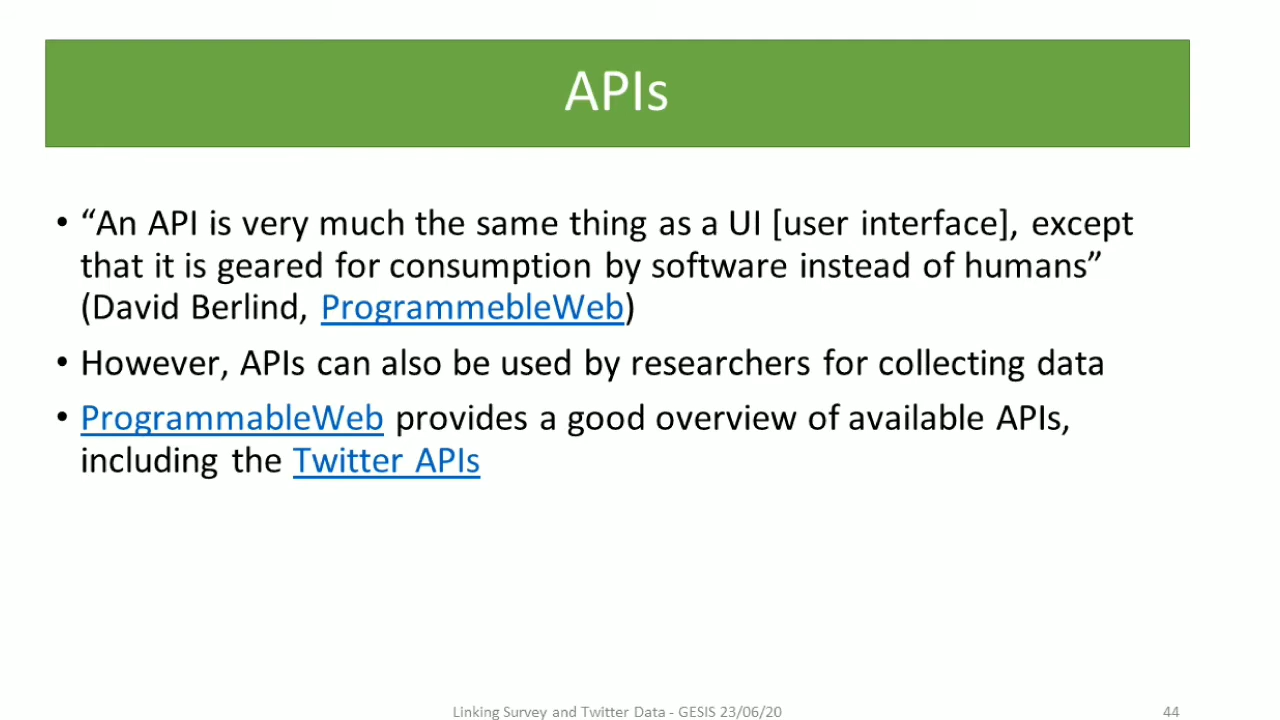 APIs
• “An API is very much the same thing as a UI [user interface], except
that it is geared for consumption by software instead of humans”
(David Berlind, ProgrammebleWeb)
• However, APIs can also be used by researchers for collecting data
• ProgrammableWeb provides a good overview of available APIs,
including the Twitter APIs
Linking Survey and Twitter Data - GESIS 23/06/20
44